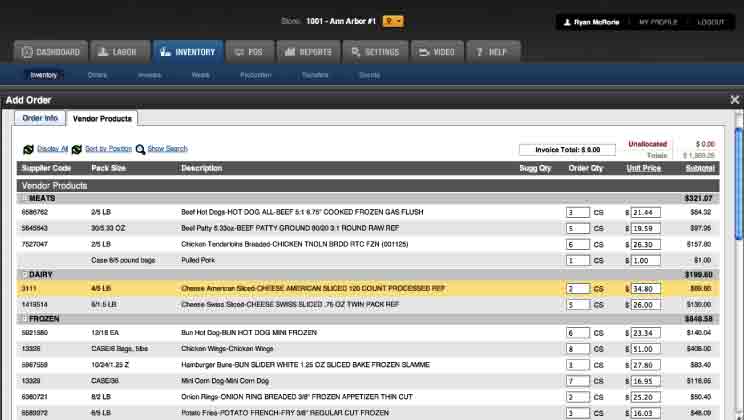 Store: 1001 - Ann Arbor #1
Ryan McRorie MY PROFILE LOGOUT
DASHBOARD LABOR INVENTORY POS REPORTS SETTINGS VIDEO HELP
Inventory Orders Invoices Waste Production Transfers Events
Add Order
Order Info Vendor Products
Display All Sort by Position Show Search
Invoice Total: $ 0.00
Unallocated $ 0.00
Totals
Supplier Code Pack Size Description Sugg Qty Order Qty Unit Price Subtotal
Vendor Products
MEATS $321.07
6586762 2/5 LB Beef Hot Dogs-HOT DOG ALL-BEEF 5:1 6.75" COOKED FROZEN GAS FLUSH 3 CS $ 21.44 $64.32
5645843 5/5.33 OZ Beef Patty 5.33oz-BEEF PATTY GROUND 80/20 3:1 ROUND RAW REF 5 CS $ 19.59 $97.95
7527047 2/5 LB Chicken Tenderloins Breaded-CHICKEN TNDLN BRDD RTC FZN (001125) 6 CS $ 26.30 $157.80
Case 8/5 pound bags Pulled Pork 1 CS $ 1.00 $1.00
DAIRY $199.60
3111 4/5 LB Cheese American Sliced-CHEESE AMERICAN SLICED 120 COUNT PROCESSED REF 2 CS $ 34.80 $69.60
1419514 6/1.5 LB Cheese Swiss Sliced-CHEESE SWISS SLICED .75 OZ TWIN PACK REF 5 CS $ 26.00 $130.00
FROZEN $848.58
5921580 12/16 EA Bun Hot Dog-BUN HOT DOG MINI FROZEN 6 CS $ 23.34 $140.04
13326 CASE/6 Bags, 5lbs Chicken Wings-Chicken Wings 8 CS $ 51.00 $408.00
5967559 10/24/1.25 Z Hamburger Buns-BUN SLIDER WHITE 1.25 OZ SLICED BAKE FROZEN SLAMME 3 CS $ 27.80 $83.40
13329 CASE/36 Mini Corn Dog-Mini Corn Dog 7 CS $ 16.95 $118.65
6360721 8/2 LB Onion Rings-ONION RING BREADED 3/8" FROZEN APPETIZER THIN CUT 2 CS $ 25.20 $50.40
6/5 LB Potato Fries-POTATO FRENCH-FRY 3/8" REGULAR CUT FROZEN 3 CS $ 16.00 $48.00